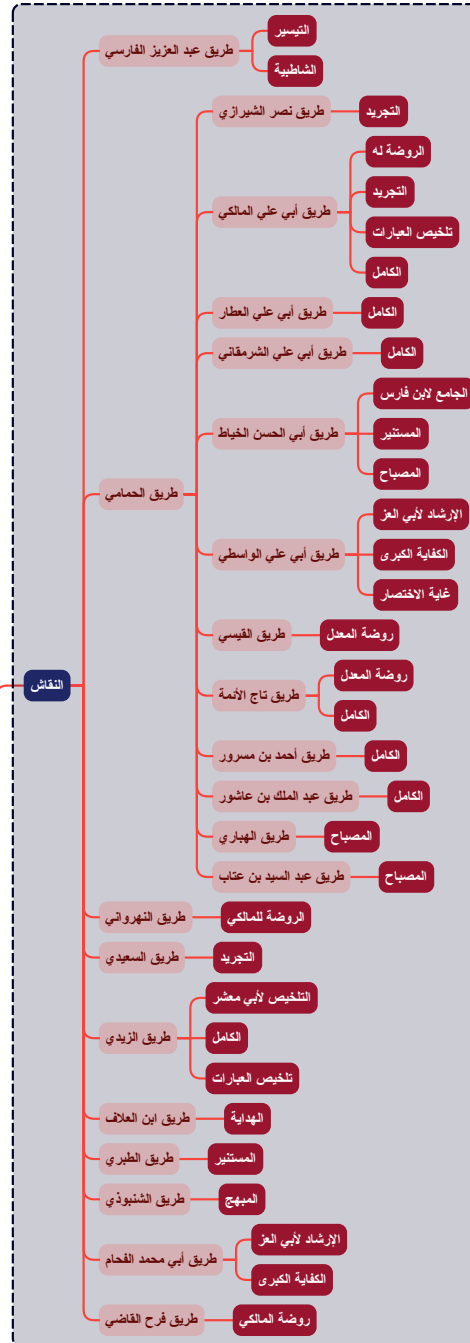 النقاش
طريق عبد العزيز الفارسي
التيسير
الشاطبية
طريق الحمامي
طريق نصر الشيرازي
التجريد
طريق أبي علي المالكي
الروضة له
التجريد
تلخيص العبارات
الكامل
طريق أبي علي العطار
الكامل
طريق أبي علي الشرمقاني
الكامل
طريق أبي الحسن الخياط
الجامع لابن فارس
المستنير
المصباح
طريق أبي علي الواسطي
الإرشاد لأبي العز
الكفاية الكبرى
غاية الاختصار
طريق القيسي
روضة المعدل
طريق تاج الأئمة
روضة المعدل
الكامل
طريق أحمد بن مسرور
الكامل
طريق عبد الملك بن عاشور
الكامل
طريق الهباري
المصباح
طريق عبد السيد بن عتاب
المصباح
طريق النهرواني
الروضة للمالكي
طريق السعيدي
التجريد
طريق الزيدي
التلخيص لأبي معشر
الكامل
تلخيص العبارات
طريق ابن العلاف
الهداية
طريق الطبري
المستنير
طريق الشنبوذي
المبهج
طريق أبي محمد الفحام
الإرشاد لأبي العز
الكفاية الكبرى
طريق فرح القاضي
روضة المالكي